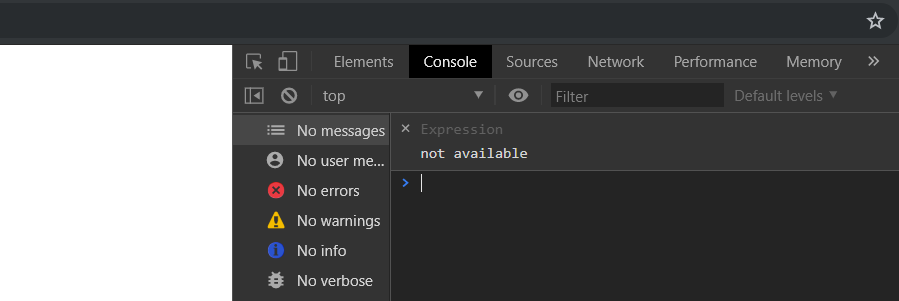 Elements Console Sources Network Performance Memory »
top Filter Default levels
No messages
No user me...
No errors
No warnings
No info
No verbose
× Expression
not available
>